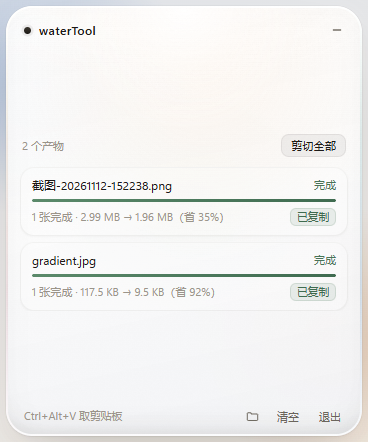 waterTool
2 个产物 剪切全部
截图-20261112-152238.png 完成
1 张完成 · 2.99 MB → 1.96 MB（省 35%） 已复制
gradient.jpg 完成
1 张完成 · 117.5 KB → 9.5 KB（省 92%） 已复制
Ctrl+Alt+V 取剪贴板 清空 退出